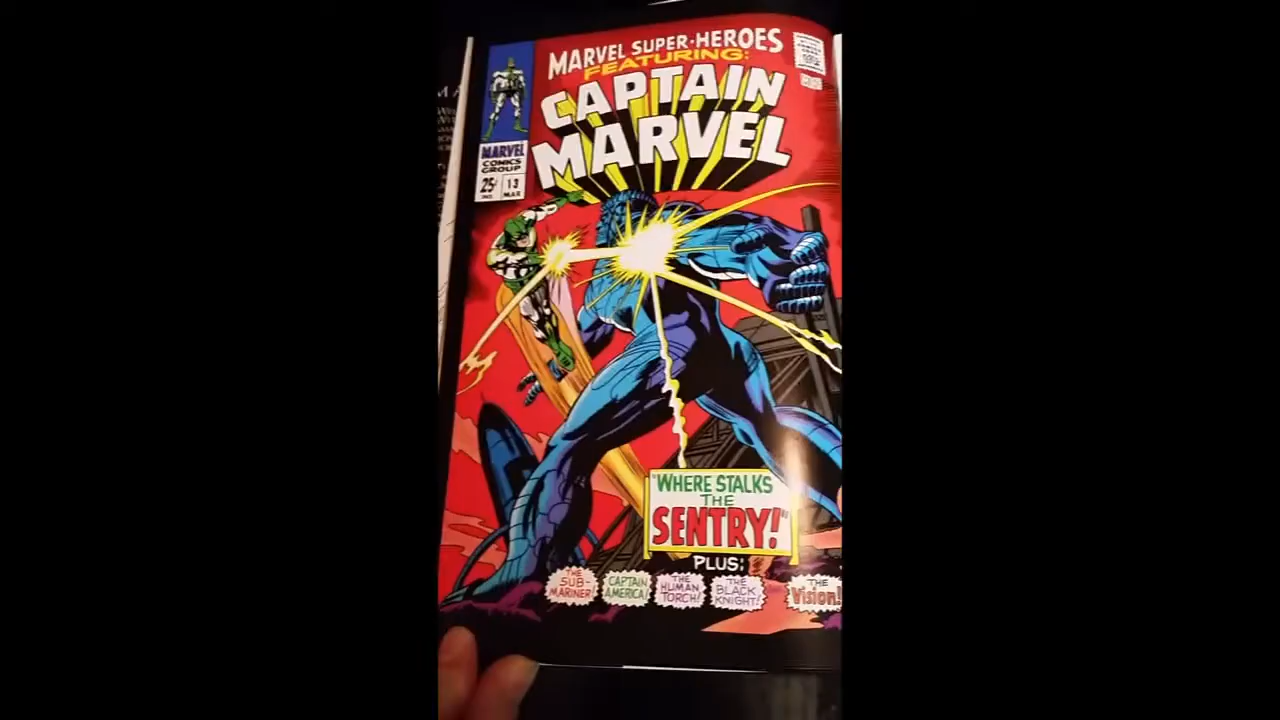 MARVEL SUPER-HEROES
FEATURING:
CAPTAIN
MARVEL
MARVEL
COMICS
GROUP
25¢ 13
MAR
"WHERE STALKS
THE
SENTRY!"
PLUS:
THE
SUB-
MARINER!
CAPTAIN
AMERICA!
THE
HUMAN
TORCH!
THE
BLACK
KNIGHT!
THE
Vision!